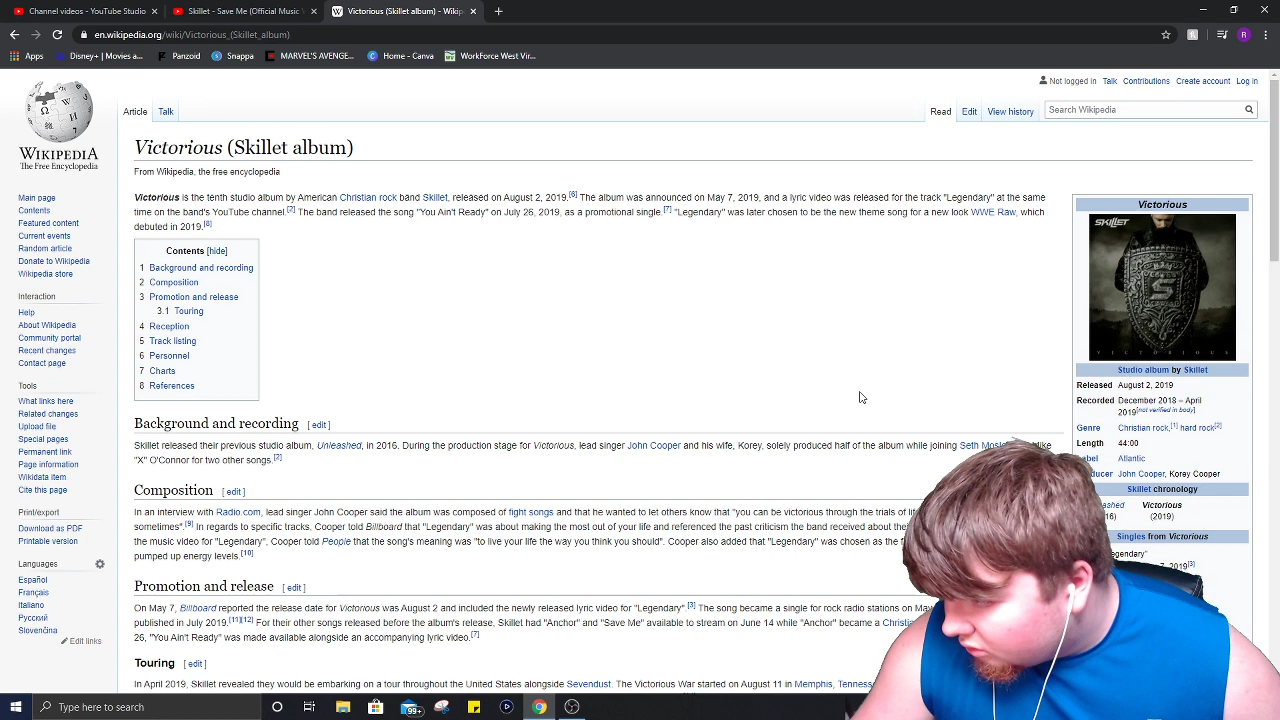 Channel videos - YouTube Studio
Skillet - Save Me (Official Music V
Victorious (Skillet album) - Wikip
en.wikipedia.org/wiki/Victorious_(Skillet_album)
R
Apps
Disney+ | Movies a...
Panzoid
Snappa
MARVEL'S AVENGE...
Home - Canva
WorkForce West Vir...
Not logged in Talk Contributions Create account Log in
Article Talk
Read Edit View history
Search Wikipedia
WIKIPEDIA
The Free Encyclopedia
Main page
Contents
Featured content
Current events
Random article
Donate to Wikipedia
Wikipedia store
Interaction
Help
About Wikipedia
Community portal
Recent changes
Contact page
Tools
What links here
Related changes
Upload file
Special pages
Permanent link
Page information
Wikidata item
Cite this page
Print/export
Download as PDF
Printable version
Languages
Español
Français
Italiano
Русский
Slovenčina
Edit links
Victorious (Skillet album)
From Wikipedia, the free encyclopedia
Victorious is the tenth studio album by American Christian rock band Skillet, released on August 2, 2019.[6] The album was announced on May 7, 2019, and a lyric video was released for the track "Legendary" at the same
time on the band's YouTube channel.[2] The band released the song "You Ain't Ready" on July 26, 2019, as a promotional single.[7] "Legendary" was later chosen to be the new theme song for a new look WWE Raw, which
debuted in 2019.[8]
Contents [hide]
1 Background and recording
2 Composition
3 Promotion and release
3.1 Touring
4 Reception
5 Track listing
6 Personnel
7 Charts
8 References
Background and recording [ edit ]
Skillet released their previous studio album, Unleashed, in 2016. During the production stage for Victorious, lead singer John Cooper and his wife, Korey, solely produced half of the album while joining Seth
"X" O'Connor for two other songs.[2]
Composition [ edit ]
In an interview with Radio.com, lead singer John Cooper said the album was composed of fight songs and that he wanted to let others know that "you can be victorious through the trials of
sometimes".[9] In regards to specific tracks, Cooper told Billboard that "Legendary" was about making the most out of your life and referenced the past criticism the band received about
the music video for "Legendary", Cooper told People that the song's meaning was "to live your life the way you think you should". Cooper also added that "Legendary" was chosen as the
pumped up energy levels.[10]
Promotion and release [ edit ]
On May 7, Billboard reported the release date for Victorious was August 2 and included the newly released lyric video for "Legendary".[3] The song became a single for rock radio stations on
published in July 2019.[11][12] For their other songs released before the album's release, Skillet had "Anchor" and "Save Me" available to stream on June 14 while "Anchor" became a
26, "You Ain't Ready" was made available alongside an accompanying lyric video.[7]
Touring [ edit ]
In April 2019, Skillet revealed they would be embarking on a tour throughout the United States alongside Sevendust. The Victorious War started on August 11 in Memphis,
Victorious
SKILLET
S
VICTORIOUS
Studio album by Skillet
Released August 2, 2019
Recorded December 2018 – April
2019[not verified in body]
Genre Christian rock,[1] hard rock[2]
Length 44:00
Atlantic
John Cooper, Korey Cooper
Skillet chronology
Victorious
(2019)
Singles from Victorious
2019[3]
Type here to search
99+